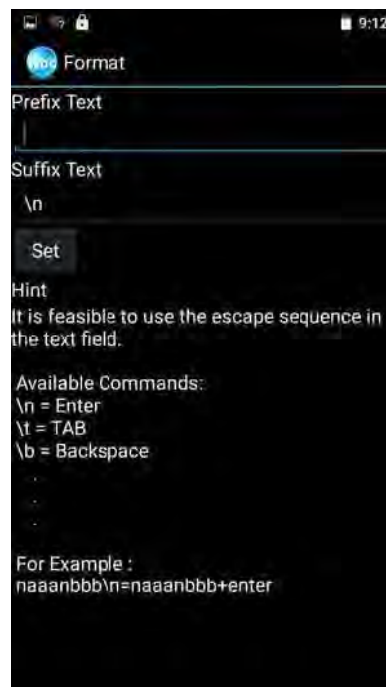 9:12
Format
Prefix Text
Suffix Text
\n
Set
Hint
It is feasible to use the escape sequence in
the text field.
Available Commands:
\n = Enter
\t = TAB
\b = Backspace
.
.
.
For Example :
naaanbbb\n=naaanbbb+enter